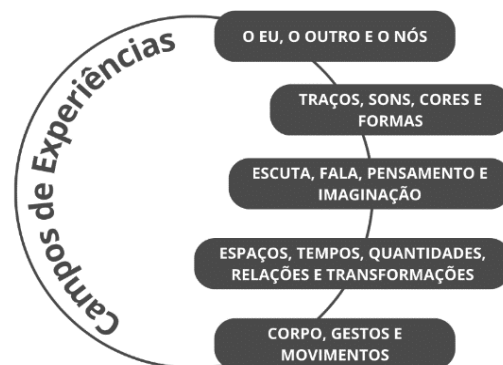 Campos de Experiências
O EU, O OUTRO E O NÓS
TRAÇOS, SONS, CORES E
FORMAS
ESCUTA, FALA, PENSAMENTO E
IMAGINAÇÃO
ESPAÇOS, TEMPOS, QUANTIDADES,
RELAÇÕES E TRANSFORMAÇÕES
CORPO, GESTOS E
MOVIMENTOS